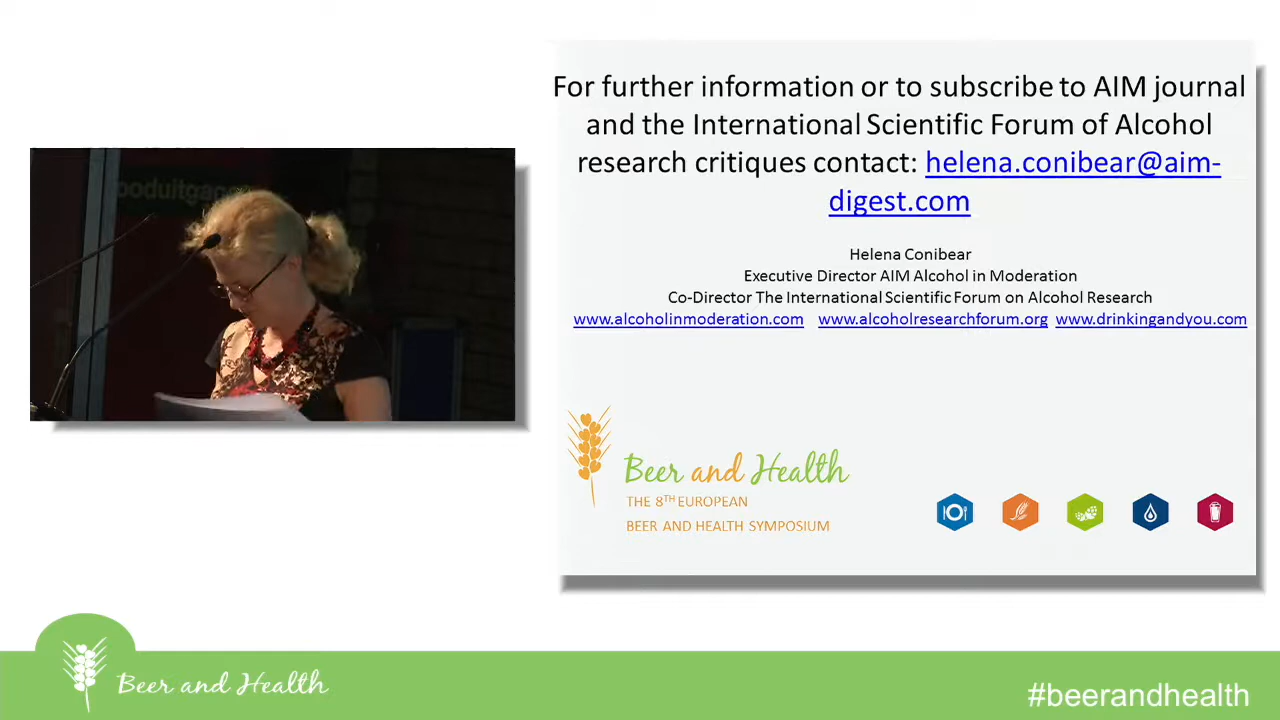 For further information or to subscribe to AIM journal
and the International Scientific Forum of Alcohol
research critiques contact: helena.conibear@aim-
digest.com
Helena Conibear
Executive Director AIM Alcohol in Moderation
Co-Director The International Scientific Forum on Alcohol Research
www.alcoholinmoderation.com www.alcoholresearchforum.org www.drinkingandyou.com
Beer and Health
THE 8TH EUROPEAN
BEER AND HEALTH SYMPOSIUM
Beer and Health
#beerandhealth